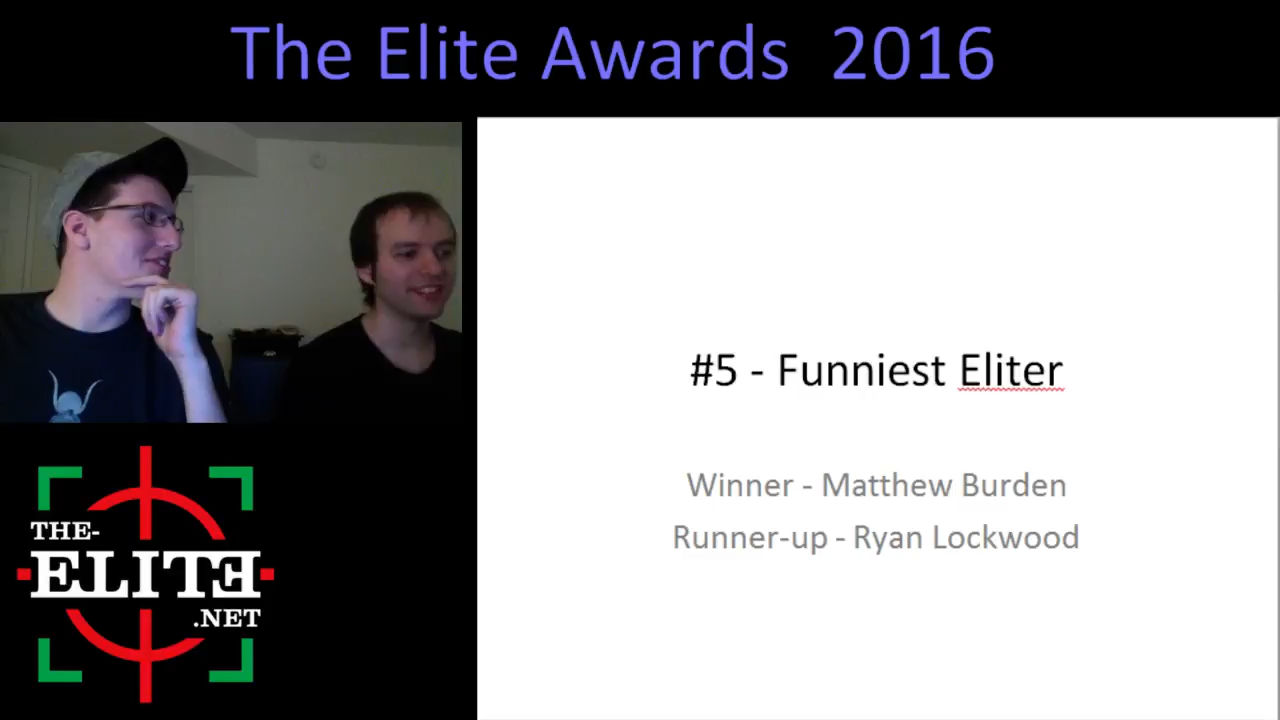 The Elite Awards 2016
#5 - Funniest Eliter
Winner - Matthew Burden
Runner-up - Ryan Lockwood
THE-
ELITE
.NET